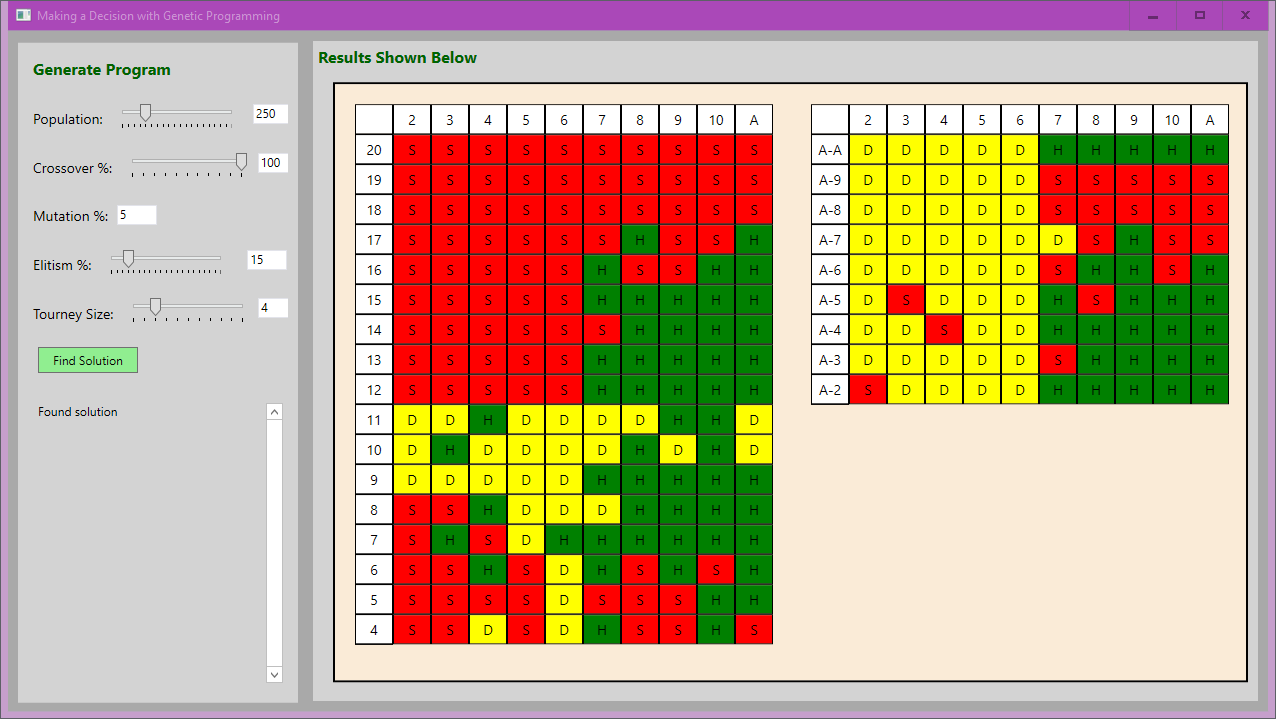 Making a Decision with Genetic Programming
Generate Program
Population: 250
Crossover %: 100
Mutation %: 5
Elitism %: 15
Tourney Size: 4
Find Solution
Found solution
Results Shown Below
2 3 4 5 6 7 8 9 10 A
20 S S S S S S S S S S
19 S S S S S S S S S S
18 S S S S S S S S S S
17 S S S S S S H S S H
16 S S S S S H S S H H
15 S S S S S H H H H H
14 S S S S S S H H H H
13 S S S S S H H H H H
12 S S S S S H H H H H
11 D D H D D D D H H D
10 D H D D D D H D H D
9 D D D D D H H H H H
8 S S H D D D H H H H
7 S H S D H H H H H H
6 S S H S D H S H S H
5 S S S S D S S S H H
4 S S D S D H S S H S
2 3 4 5 6 7 8 9 10 A
A-A D D D D D H H H H H
A-9 D D D D D S S S S S
A-8 D D D D D S S S S S
A-7 D D D D D D S H S S
A-6 D D D D D S H H S H
A-5 D S D D D H S H H H
A-4 D D S D D H H H H H
A-3 D D D D D S H H H H
A-2 S D D D D H H H H H